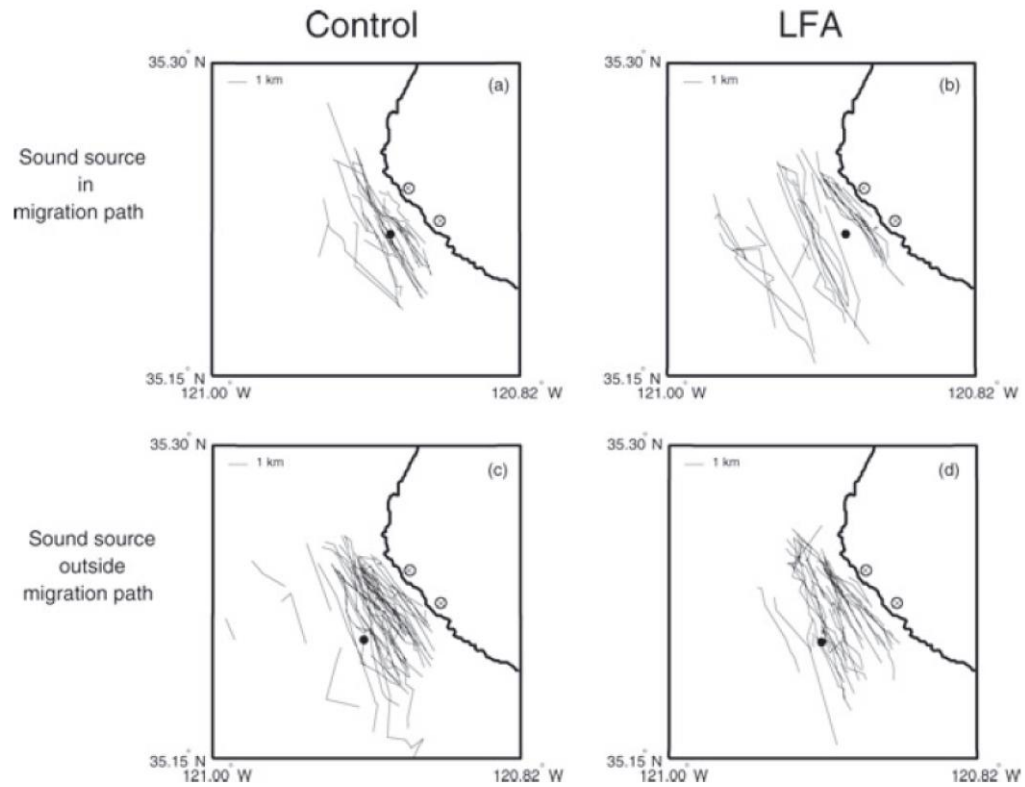 Control
LFA
35.30° N
1 km
(a)
Sound source
in
migration path
35.15° N
121.00° W
120.82° W
35.30° N
1 km
(b)
35.15° N
121.00° W
120.82° W
35.30° N
1 km
(c)
Sound source
outside
migration path
35.15° N
121.00° W
120.82° W
35.30° N
1 km
(d)
35.15° N
121.00° W
120.82° W